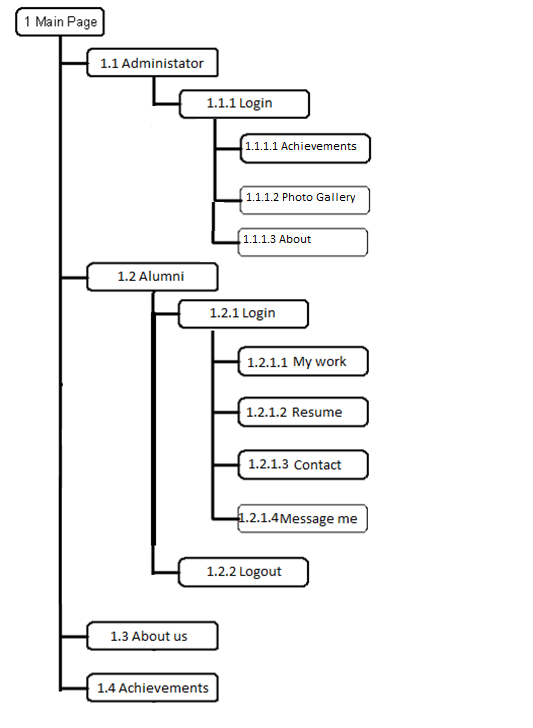 1 Main Page
1.1 Administator
1.1.1 Login
1.1.1.1 Achievements
1.1.1.2 Photo Gallery
1.1.1.3 About
1.2 Alumni
1.2.1 Login
1.2.1.1 My work
1.2.1.2 Resume
1.2.1.3 Contact
1.2.1.4 Message me
1.2.2 Logout
1.3 About us
1.4 Achievements